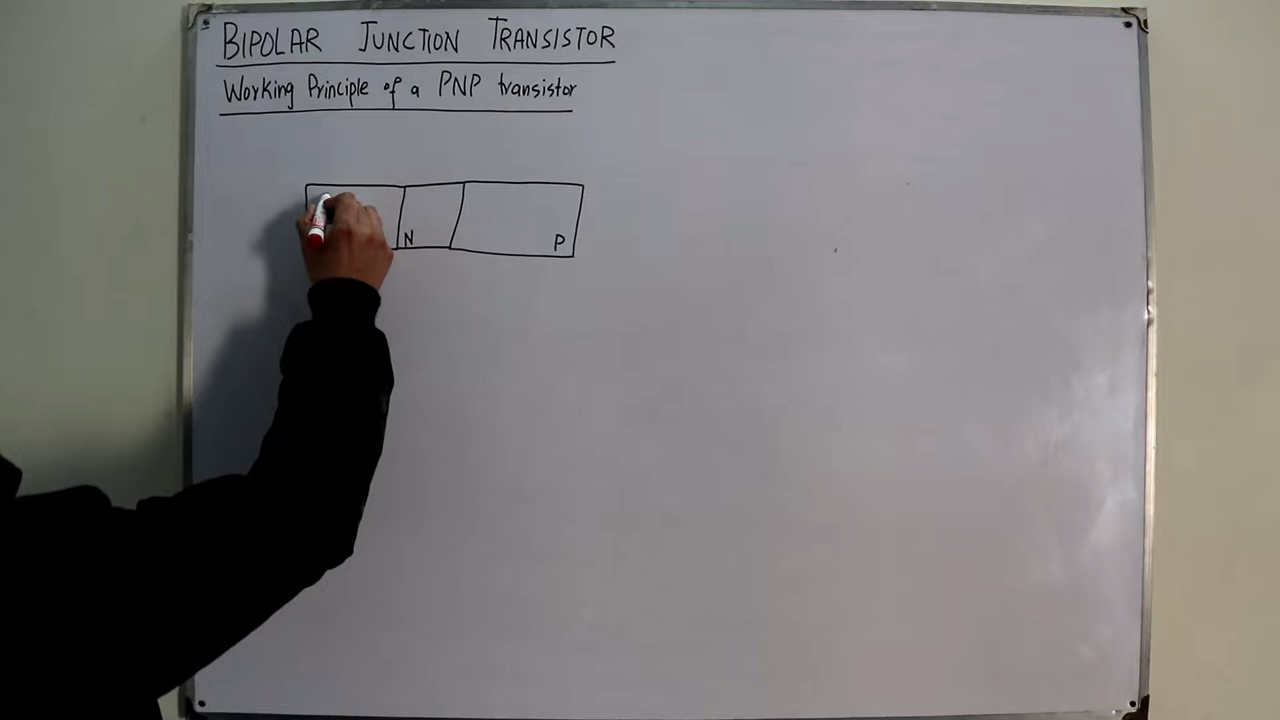 BIPOLAR JUNCTION TRANSISTOR
Working Principle of a PNP transistor
N P